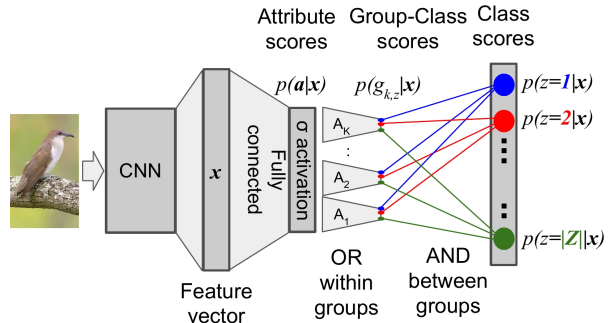 Attribute scores
Group-Class scores
Class scores
p(a|x)
p(g_{k,z}|x)
p(z=1|x)
p(z=2|x)
p(z=|Z||x)
CNN
x
Fully connected
σ activation
A_K
:
A_2
A_1
Feature vector
OR within groups
AND between groups